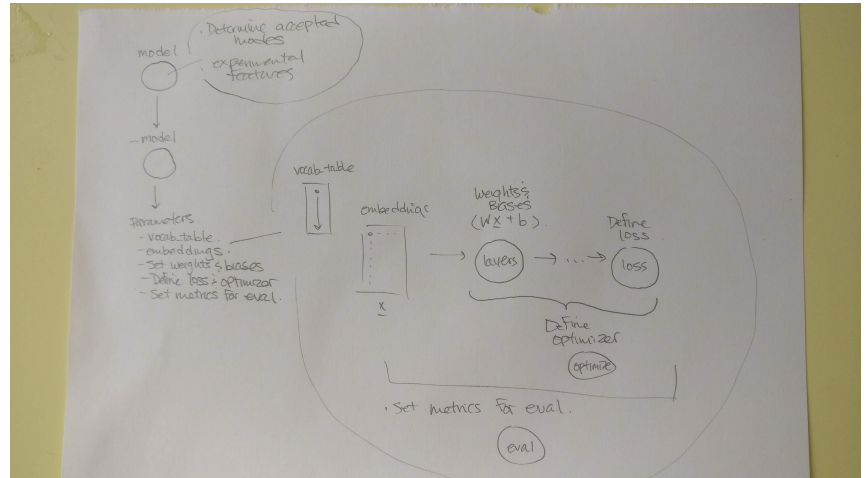 · Determine accepted
modes
· experimental
features
model
_model
Parameters
- vocab-table
- embeddings
- Set weights & biases
- Define loss & optimizer
- Set metrics for eval.
vocab-table
embeddings
x
Weights &
Biases
(Wx + b)
layers
...
Define
loss
loss
Define
optimizer
optimize
· Set metrics for eval.
eval